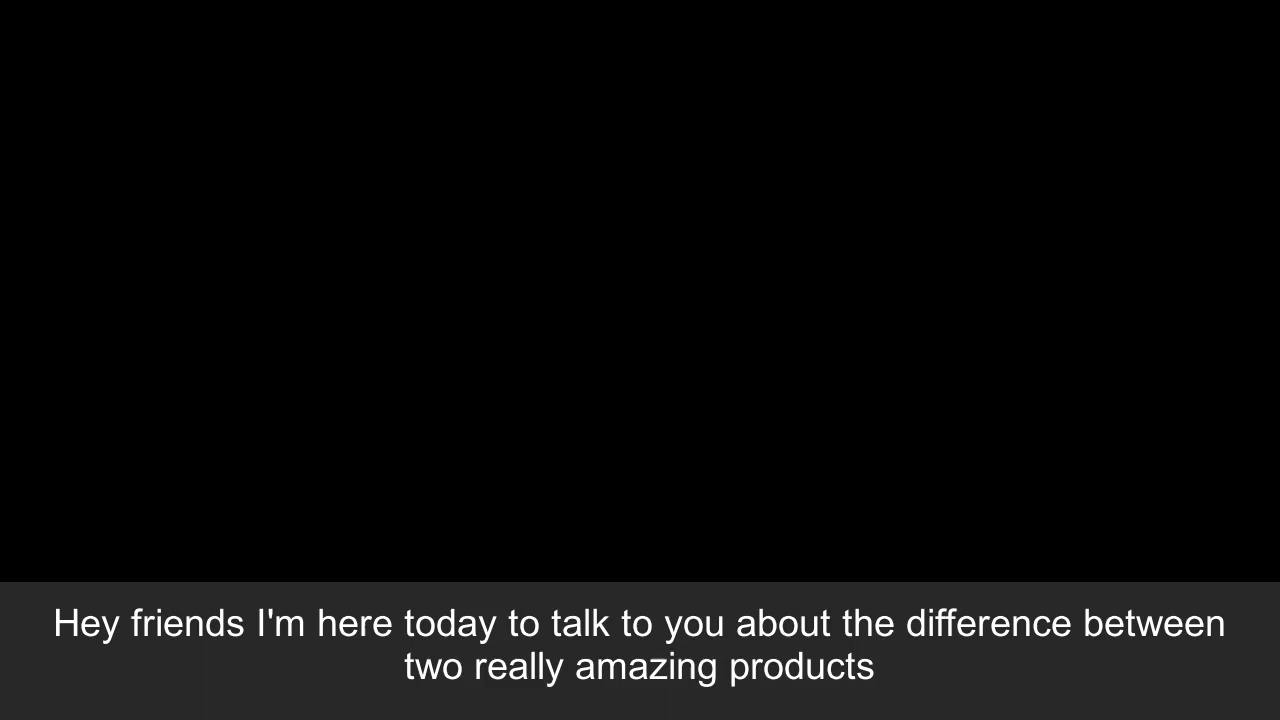 Hey friends I'm here today to talk to you about the difference between
two really amazing products